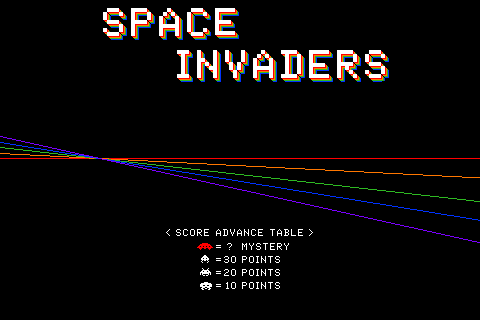 SPACE
INVADERS
< SCORE ADVANCE TABLE >
= ? MYSTERY
= 30 POINTS
= 20 POINTS
= 10 POINTS